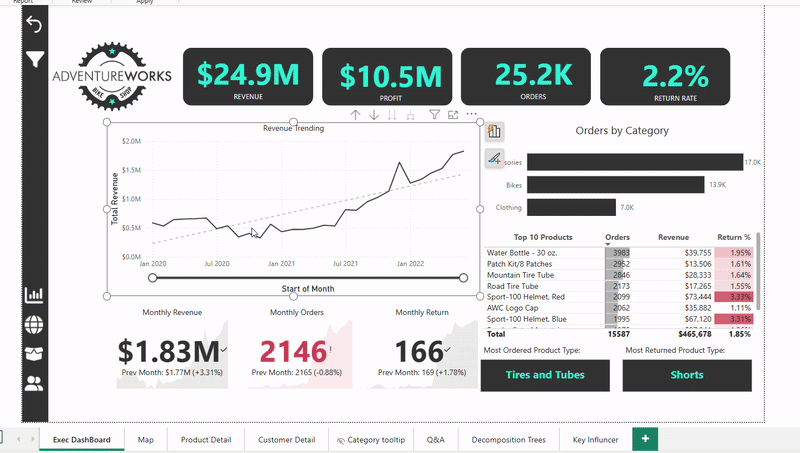 Report Review Apply
ADVENTUREWORKS
BIKE SHOP
$24.9M
REVENUE
$10.5M
PROFIT
25.2K
ORDERS
2.2%
RETURN RATE
Revenue Trending
Total Revenue
$2.0M
$1.5M
$1.0M
$0.5M
$0.0M
Jan 2020 Jul 2020 Jan 2021 Jul 2021 Jan 2022
Start of Month
Orders by Category
sories 17.0K
Bikes 13.9K
Clothing 7.0K
Top 10 Products Orders Revenue Return %
Water Bottle - 30 oz. 3983 $39,755 1.95%
Patch Kit/8 Patches 2952 $13,506 1.61%
Mountain Tire Tube 2846 $28,333 1.64%
Road Tire Tube 2173 $17,265 1.55%
Sport-100 Helmet, Red 2099 $73,444 3.33%
AWC Logo Cap 2062 $35,882 1.11%
Sport-100 Helmet, Blue 1995 $67,120 3.31%
Total 15587 $465,678 1.85%
Monthly Revenue
$1.83M
Prev Month: $1.77M (+3.31%)
Monthly Orders
2146!
Prev Month: 2165 (-0.88%)
Monthly Return
166
Prev Month: 169 (+1.78%)
Most Ordered Product Type:
Tires and Tubes
Most Returned Product Type:
Shorts
Exec DashBoard Map Product Detail Customer Detail Category tooltip Q&A Decomposition Trees Key Influncer +